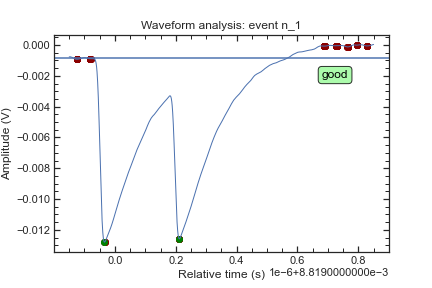 Waveform analysis: event n_1
0.000
−0.002
−0.004
−0.006
−0.008
−0.010
−0.012
Amplitude (V)
good
0.0
0.2
0.4
0.6
0.8
Relative time (s)
1e−6+8.8190000000e−3